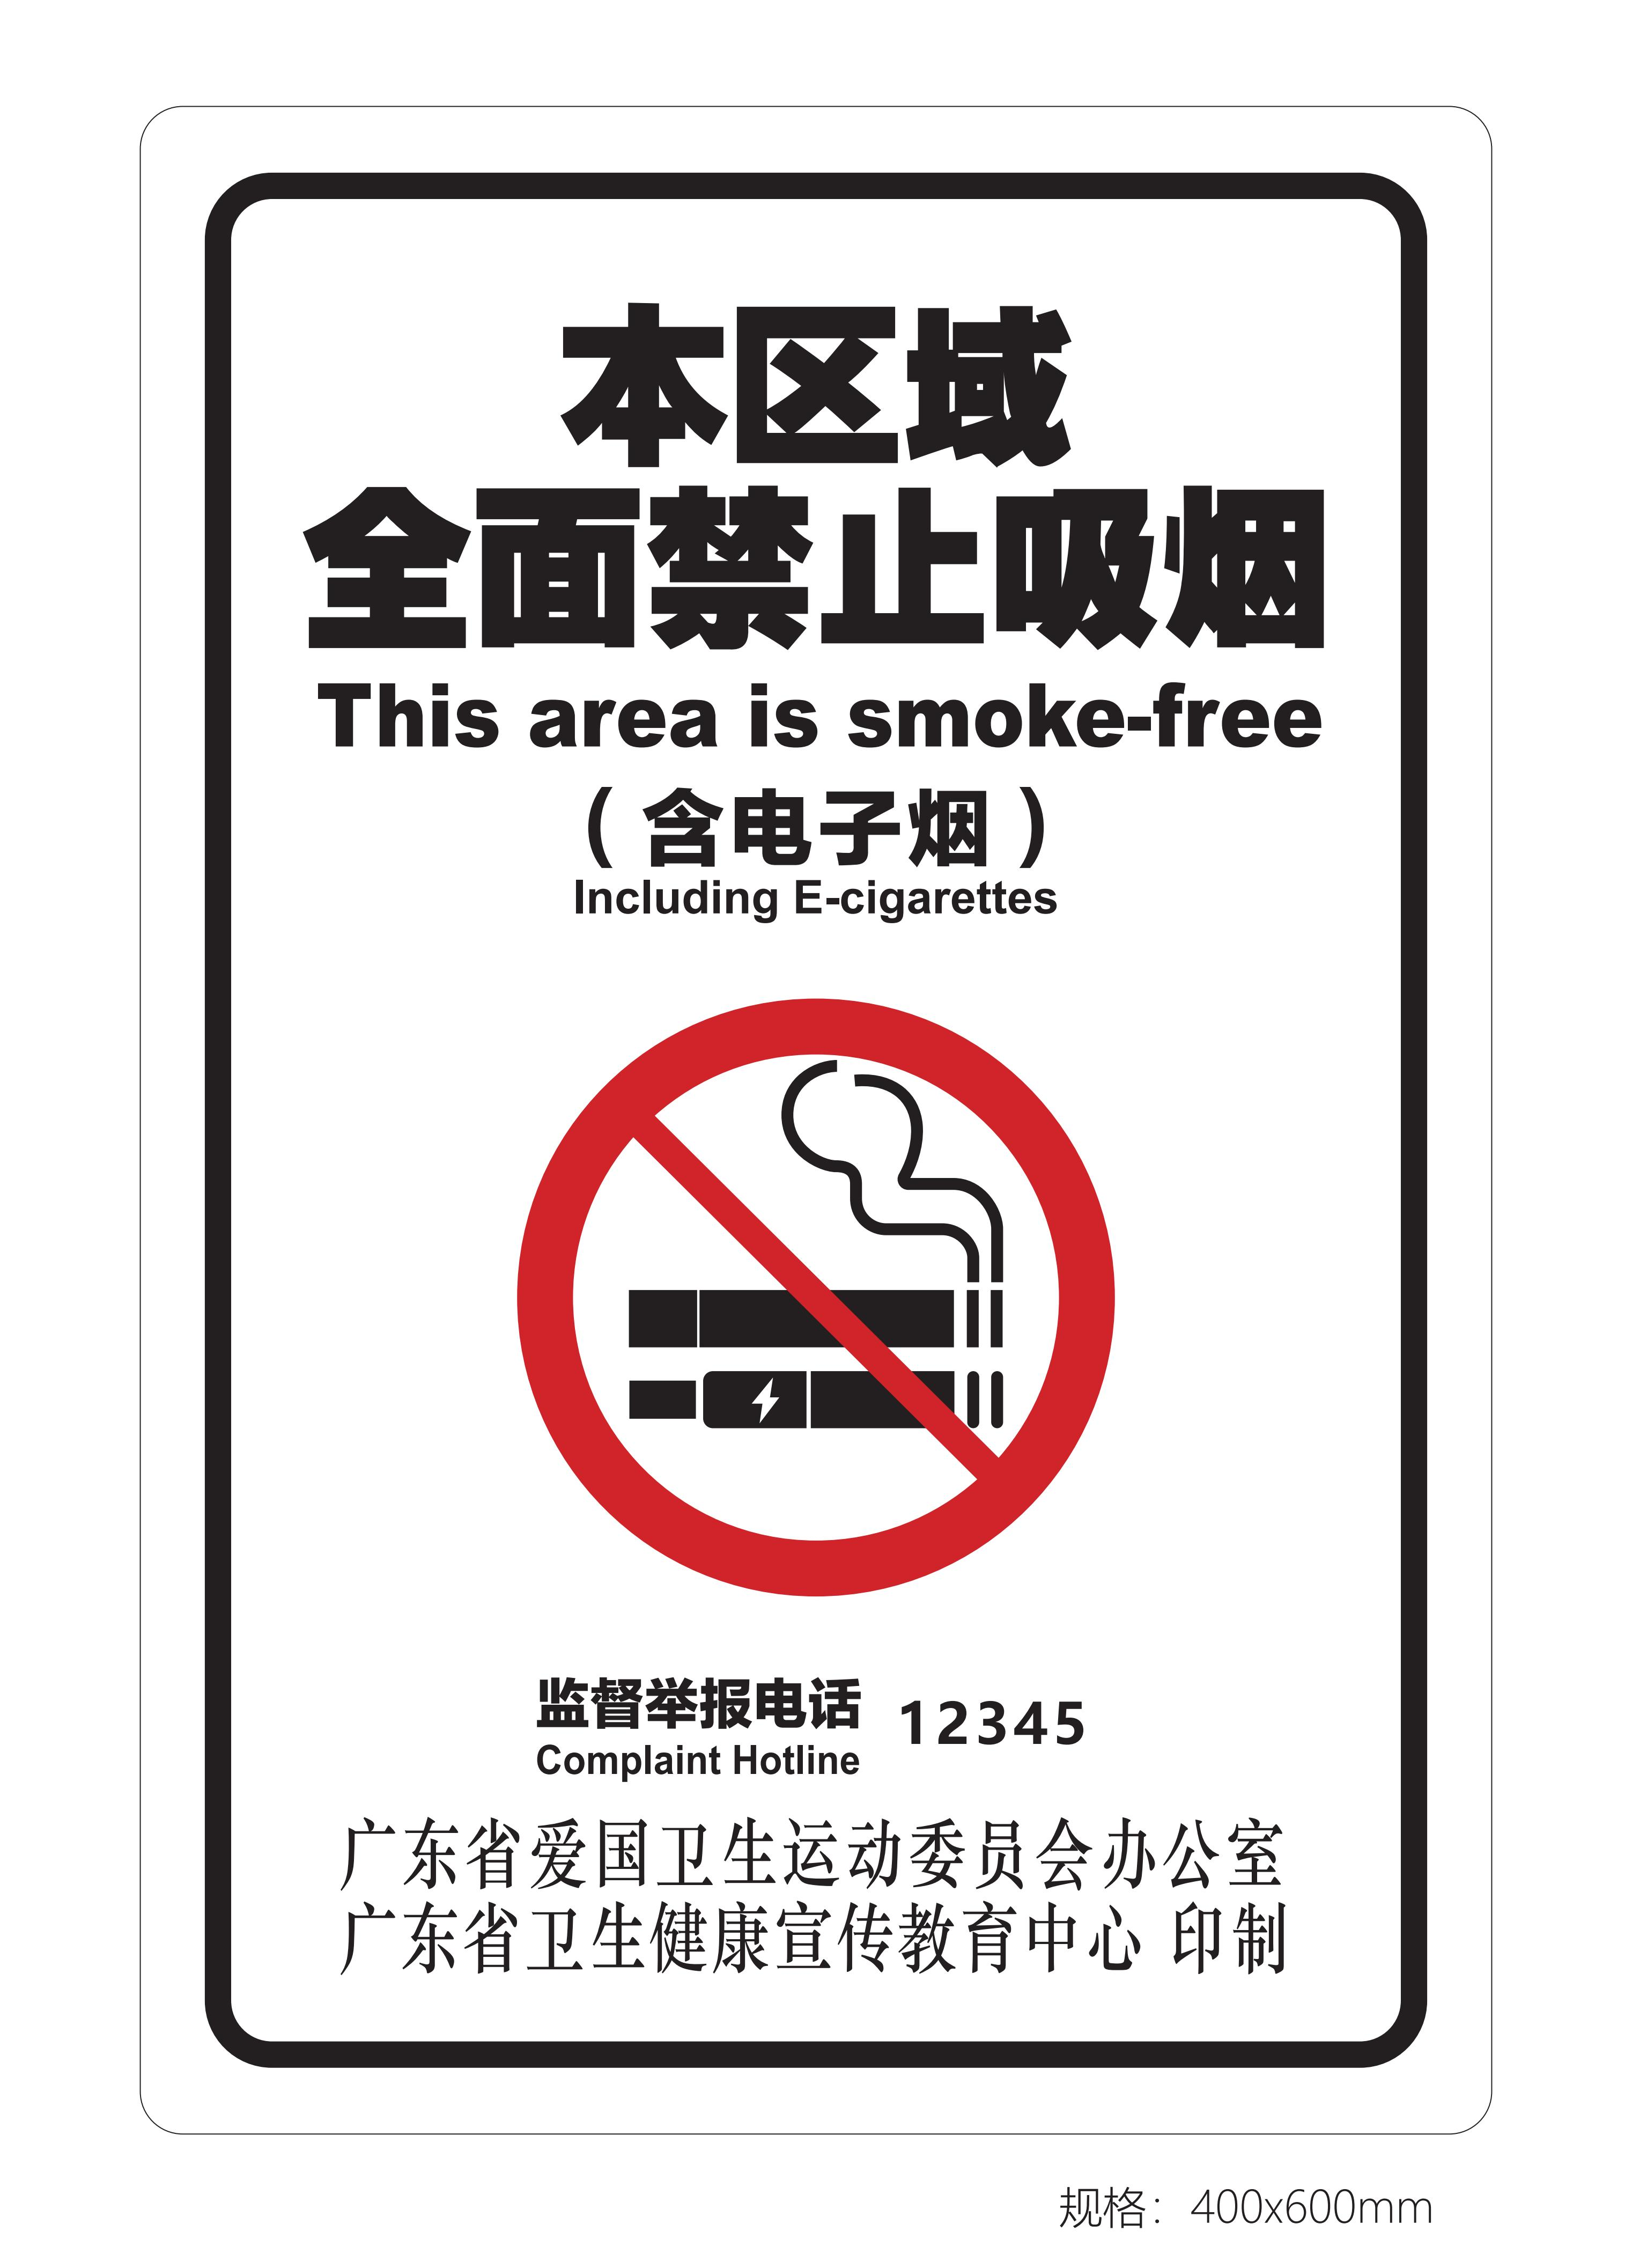 本区域
全面禁止吸烟
This area is smoke-free
（含电子烟）
Including E-cigarettes
监督举报电话 12345
Complaint Hotline
广东省爱国卫生运动委员会办公室
广东省卫生健康宣传教育中心 印制
规格：400x600mm